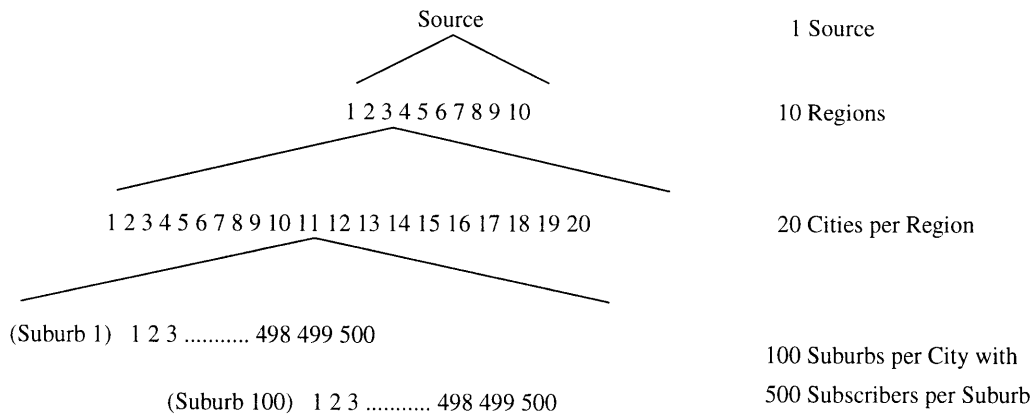 Source
1 Source
1 2 3 4 5 6 7 8 9 10
10 Regions
1 2 3 4 5 6 7 8 9 10 11 12 13 14 15 16 17 18 19 20
20 Cities per Region
(Suburb 1) 1 2 3 ........... 498 499 500
(Suburb 100) 1 2 3 ........... 498 499 500
100 Suburbs per City with
500 Subscribers per Suburb